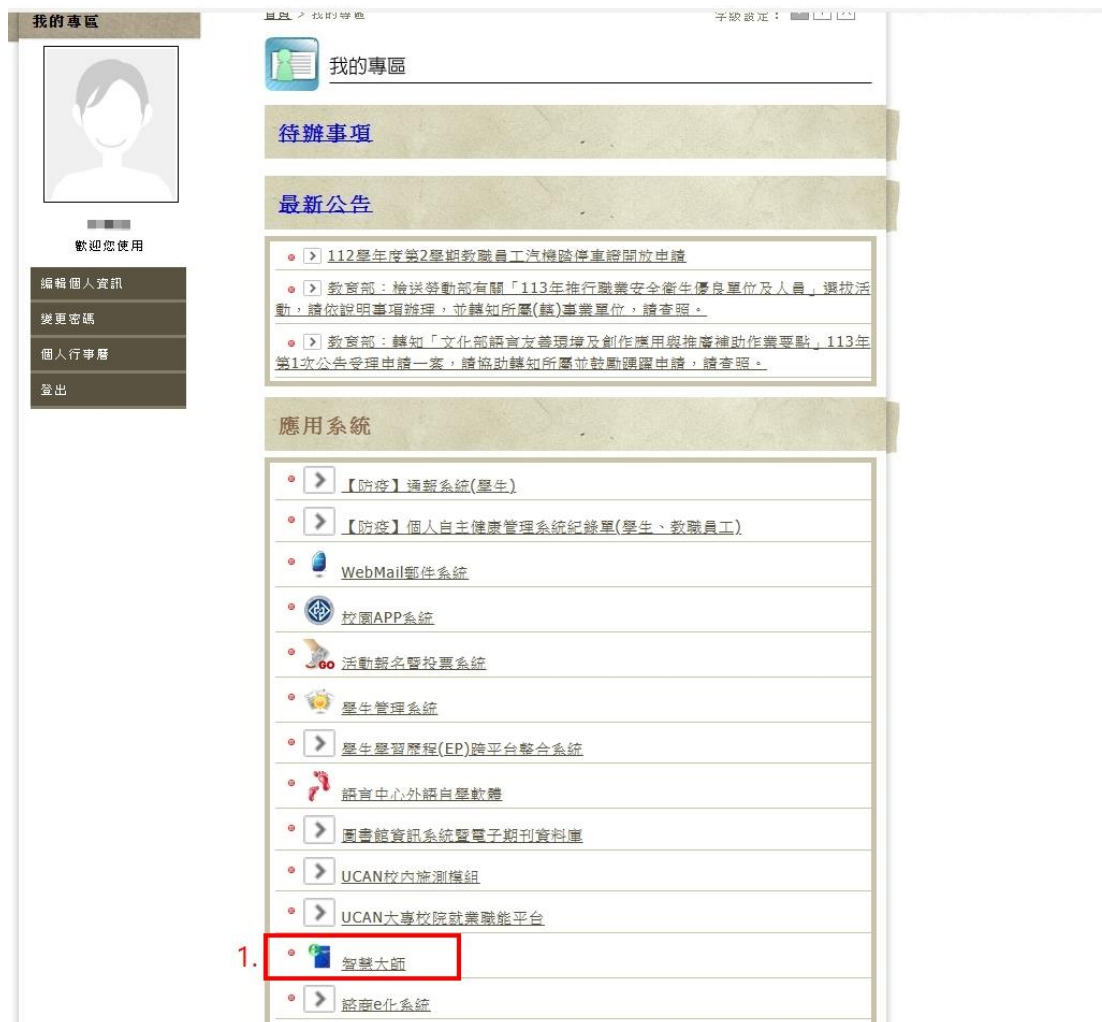 我的專區
首頁 > 我的專區
字級設定：
我的專區
待辦事項
最新公告
歡迎您使用
112學年度第2學期教職員工汽機踏停車證開放申請
編輯個人資訊
教育部：檢送勞動部有關「113年推行職業安全衛生優良單位及人員」選拔活
動，請依說明事項辦理，並轉知所屬(轄)事業單位，請查照。
變更密碼
個人行事曆
教育部：轉知「文化部語言友善環境及創作應用與推廣補助作業要點」113年
第1次公告受理申請一案，請協助轉知所屬並鼓勵踴躍申請，請查照。
登出
應用系統
【防疫】通報系統(學生)
【防疫】個人自主健康管理系統紀錄單(學生、教職員工)
WebMail郵件系統
校園APP系統
GO 活動報名暨投票系統
學生管理系統
學生學習歷程(EP)跨平台整合系統
語言中心外語自學軟體
圖書館資訊系統暨電子期刊資料庫
UCAN校內施測模組
UCAN大專校院就業職能平台
1. 智慧大師
諮商e化系統